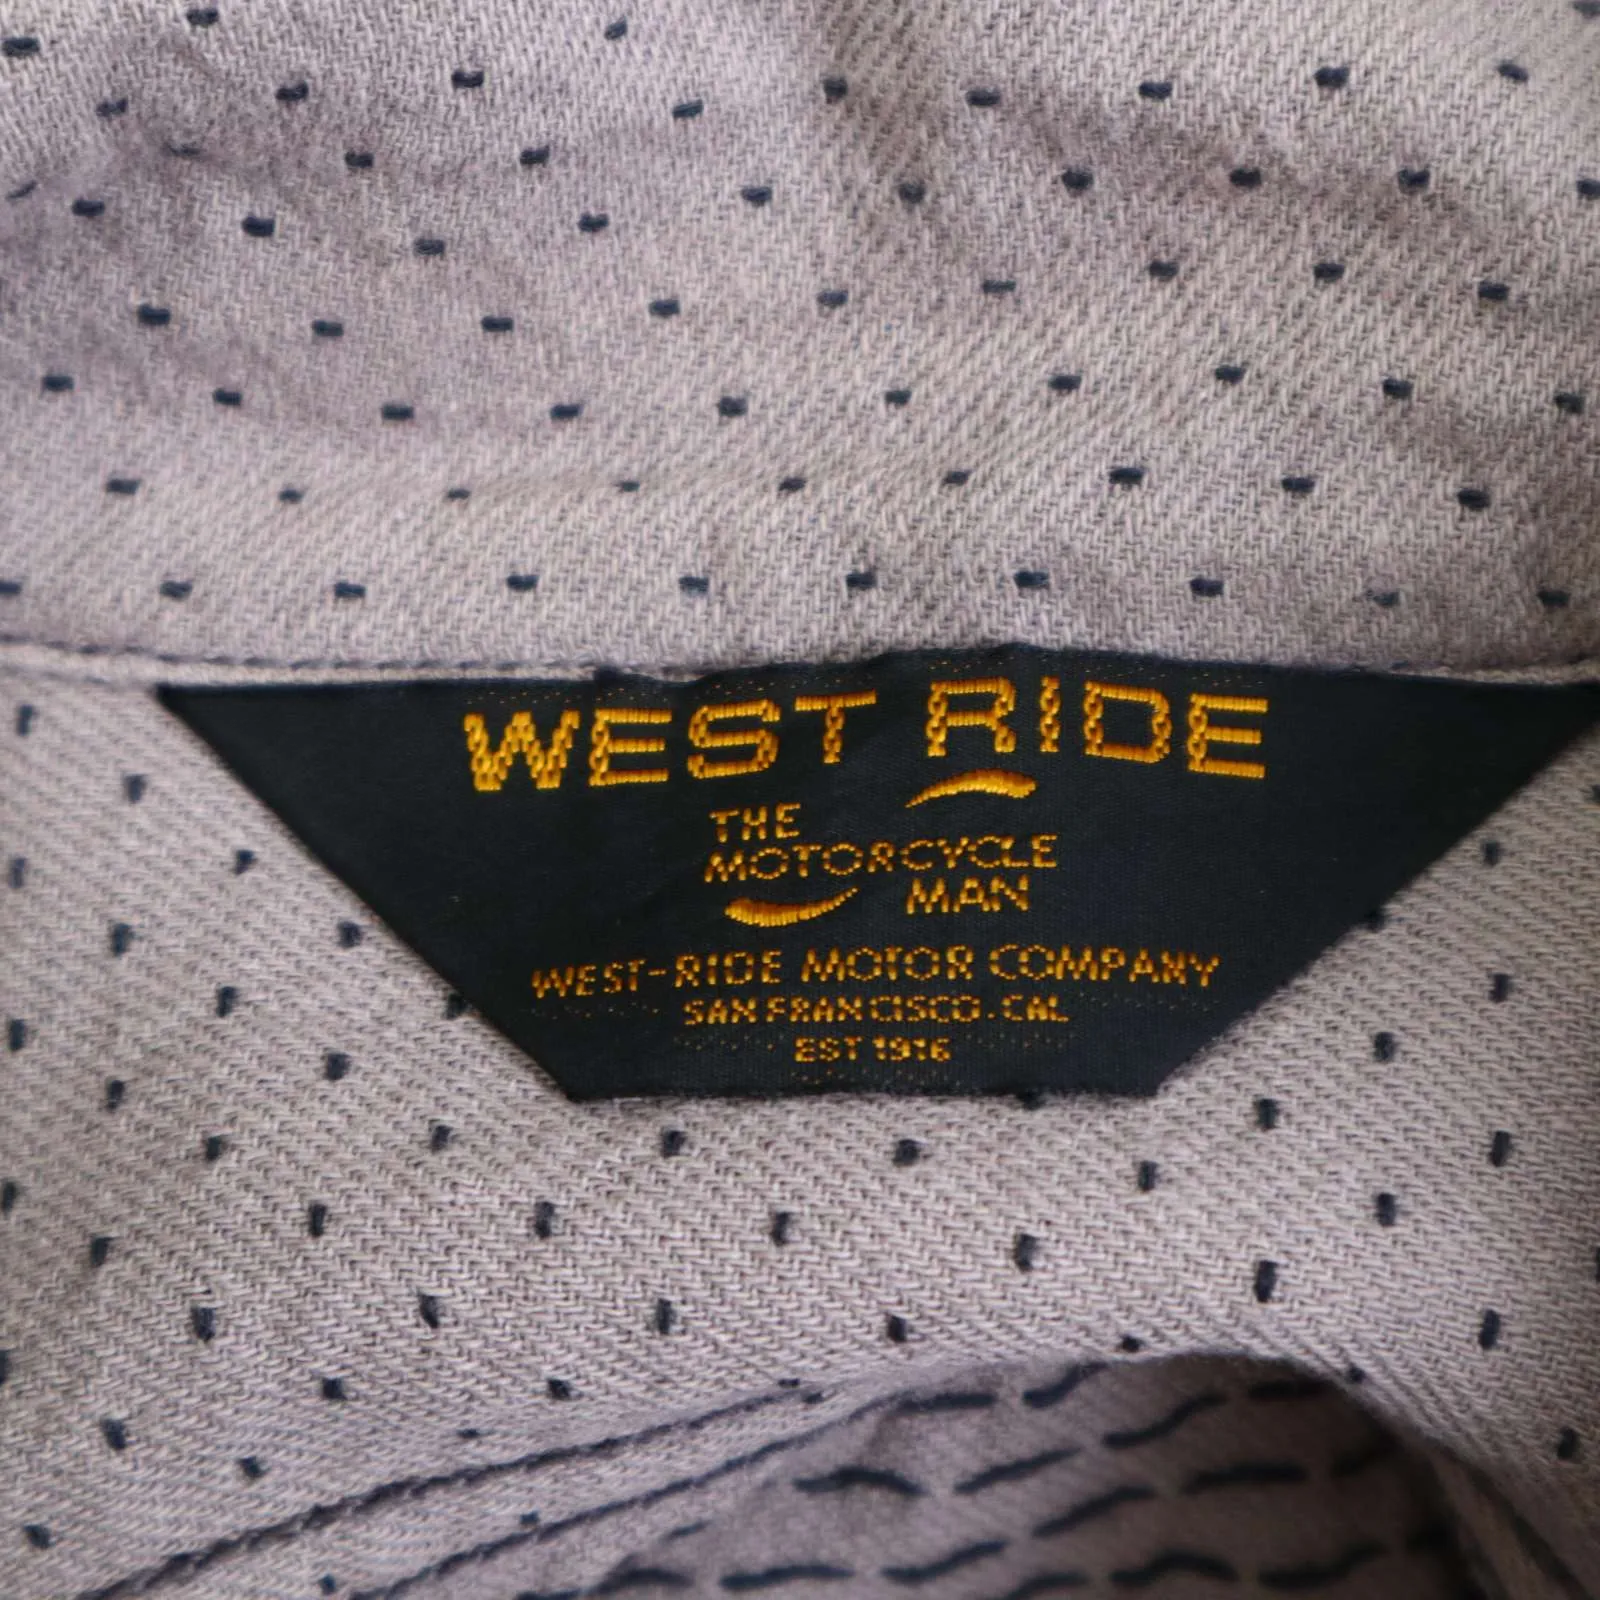 WEST RIDE
THE
MOTORCYCLE
MAN
WEST-RIDE MOTOR COMPANY
SAN FRANCISCO.CAL
EST 1916